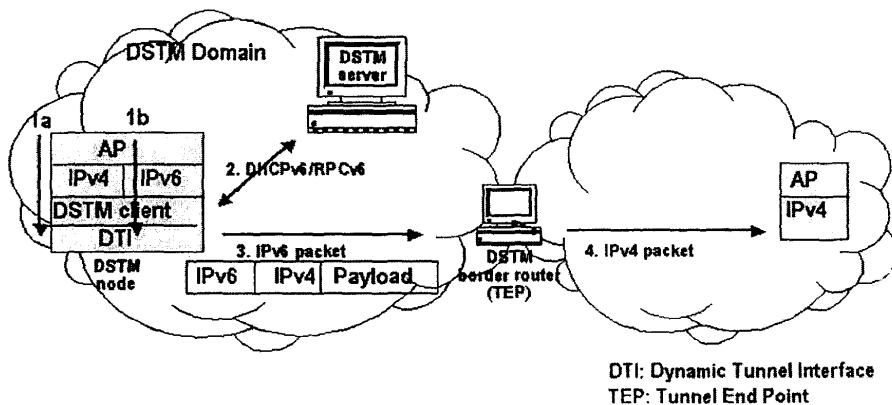 DSTM Domain
DSTM
server
1a
1b
AP
IPv4
IPv6
DSTM client
DTI
DSTM
node
2. DHCPv6/RPCv6
3. IPv6 packet
IPv6
IPv4
Payload
DSTM
border router
(TEP)
4. IPv4 packet
AP
IPv4
DTI: Dynamic Tunnel Interface
TEP: Tunnel End Point